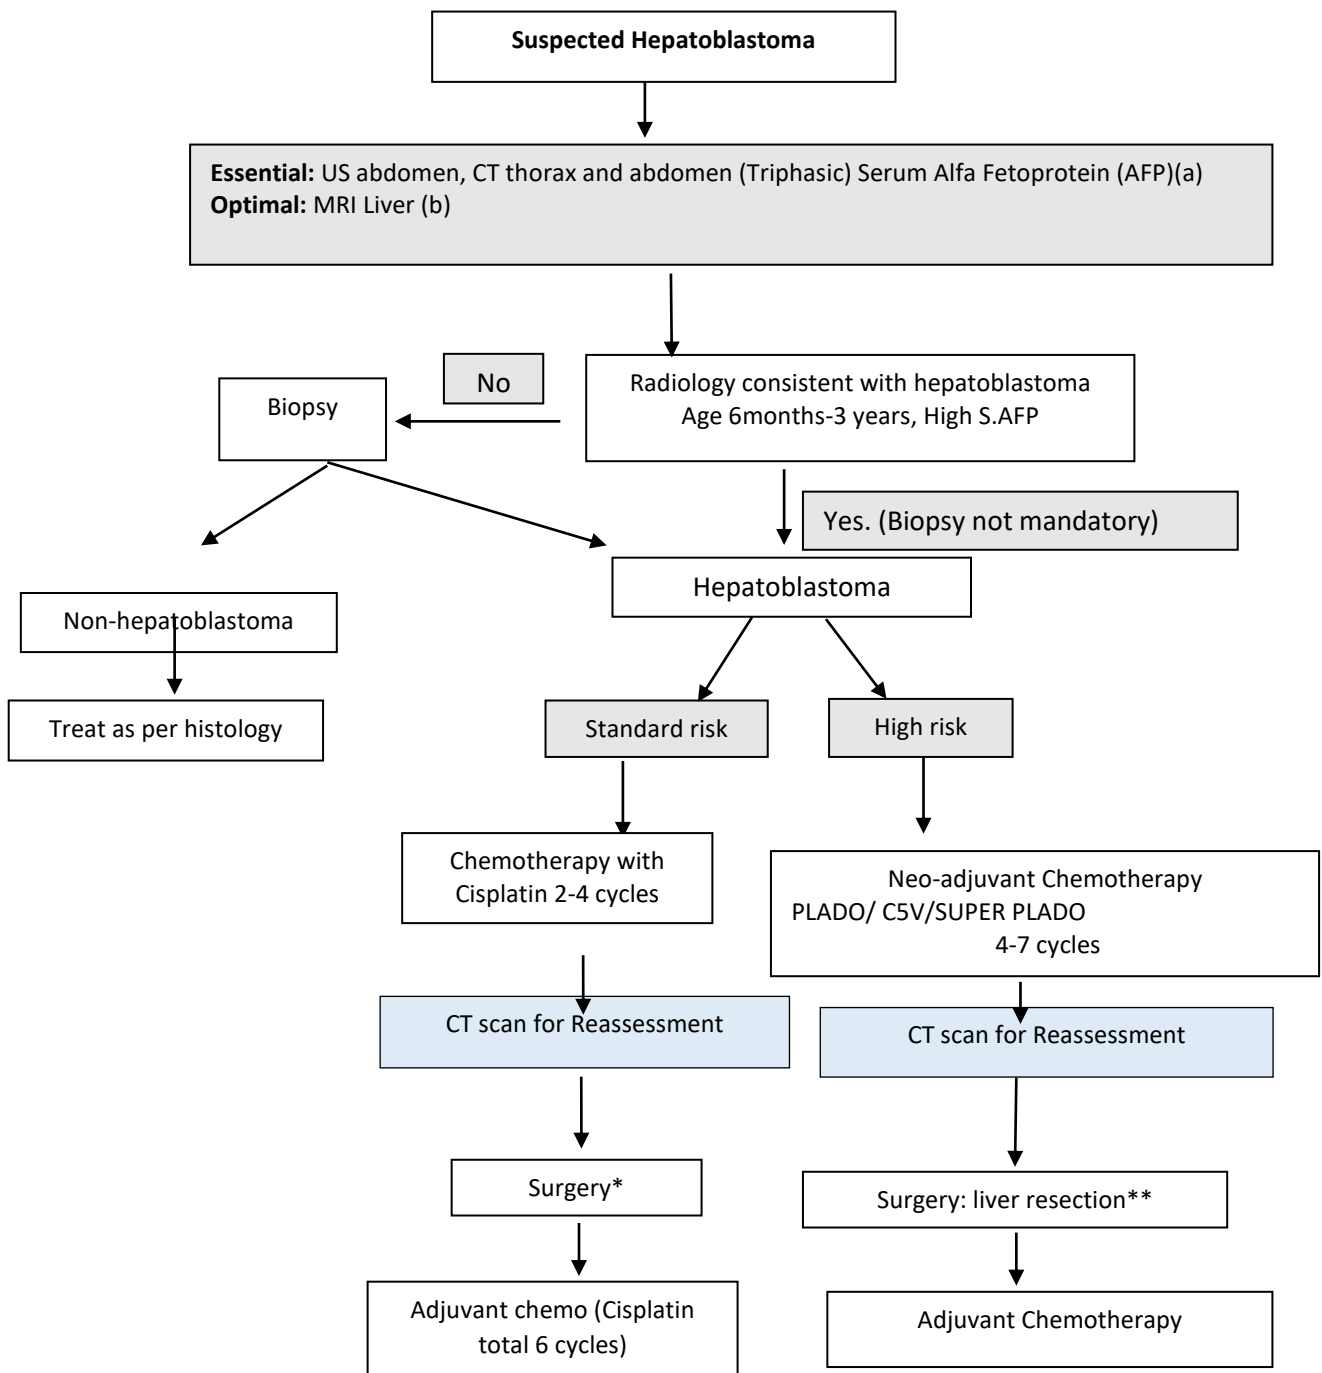 Suspected Hepatoblastoma
Essential: US abdomen, CT thorax and abdomen (Triphasic) Serum Alfa Fetoprotein (AFP)(a)
Optimal: MRI Liver (b)
No
Radiology consistent with hepatoblastoma
Age 6months-3 years, High S.AFP
Biopsy
Yes. (Biopsy not mandatory)
Hepatoblastoma
Non-hepatoblastoma
Treat as per histology
Standard risk
High risk
Chemotherapy with
Cisplatin 2-4 cycles
Neo-adjuvant Chemotherapy
PLADO/ C5V/SUPER PLADO
4-7 cycles
CT scan for Reassessment
CT scan for Reassessment
Surgery*
Surgery: liver resection**
Adjuvant chemo (Cisplatin
total 6 cycles)
Adjuvant Chemotherapy